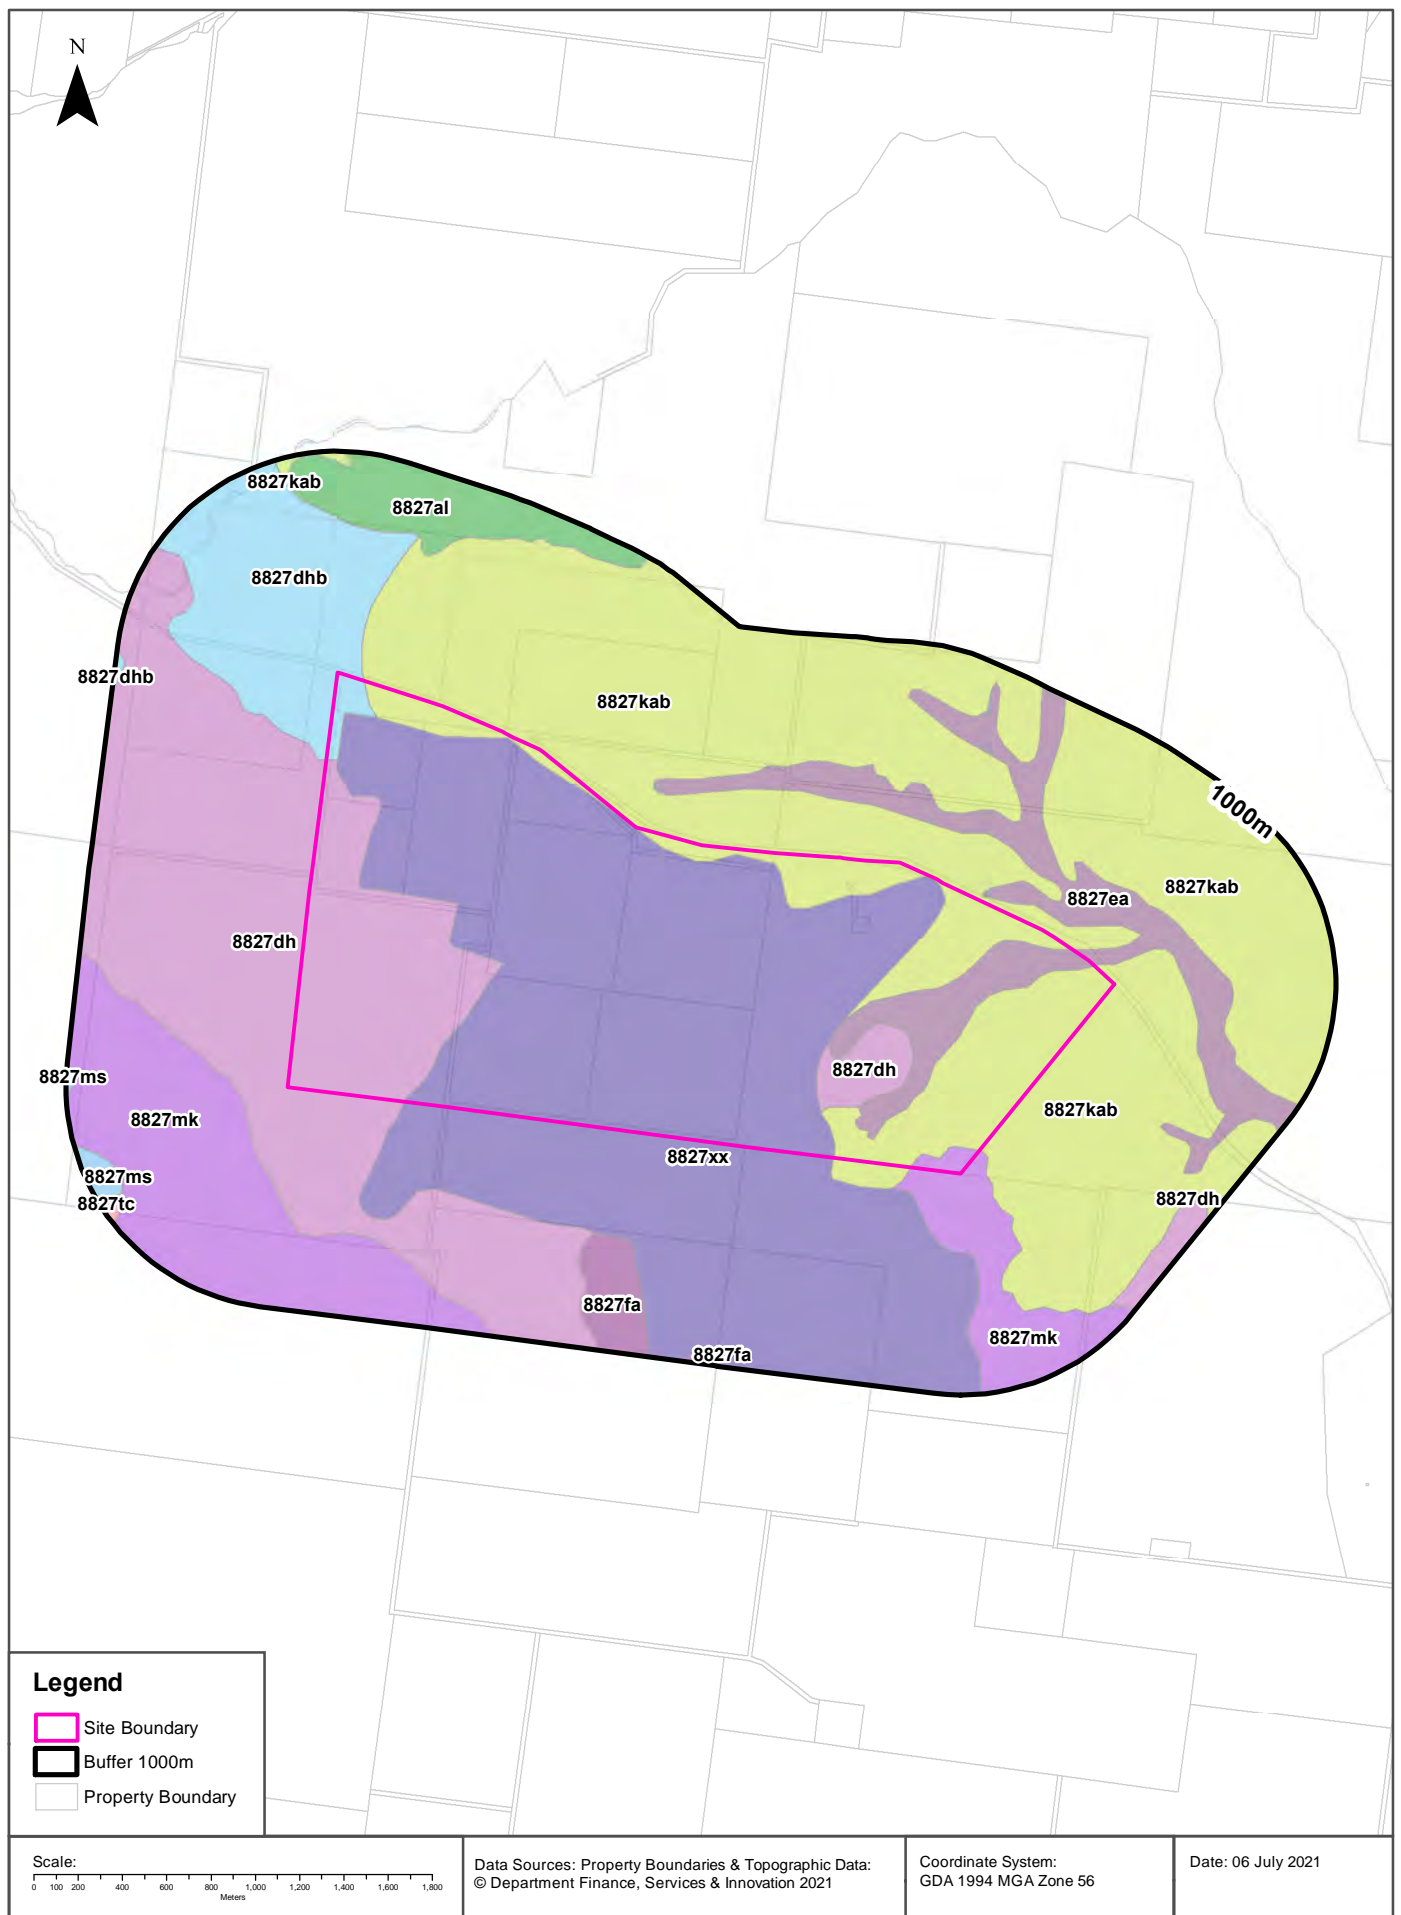 N
8827kab
8827al
8827dhb
8827dhb
8827kab
1000m
8827kab
8827ea
8827dh
8827dh
8827ms
8827kab
8827mk
8827xx
8827ms
8827dh
8827tc
8827fa
8827mk
8827fa
Legend
Site Boundary
Buffer 1000m
Property Boundary
Scale:
0 100 200 400 600 800 1,000 1,200 1,400 1,600 1,800
Meters
Data Sources: Property Boundaries & Topographic Data:
© Department Finance, Services & Innovation 2021
Coordinate System:
GDA 1994 MGA Zone 56
Date: 06 July 2021